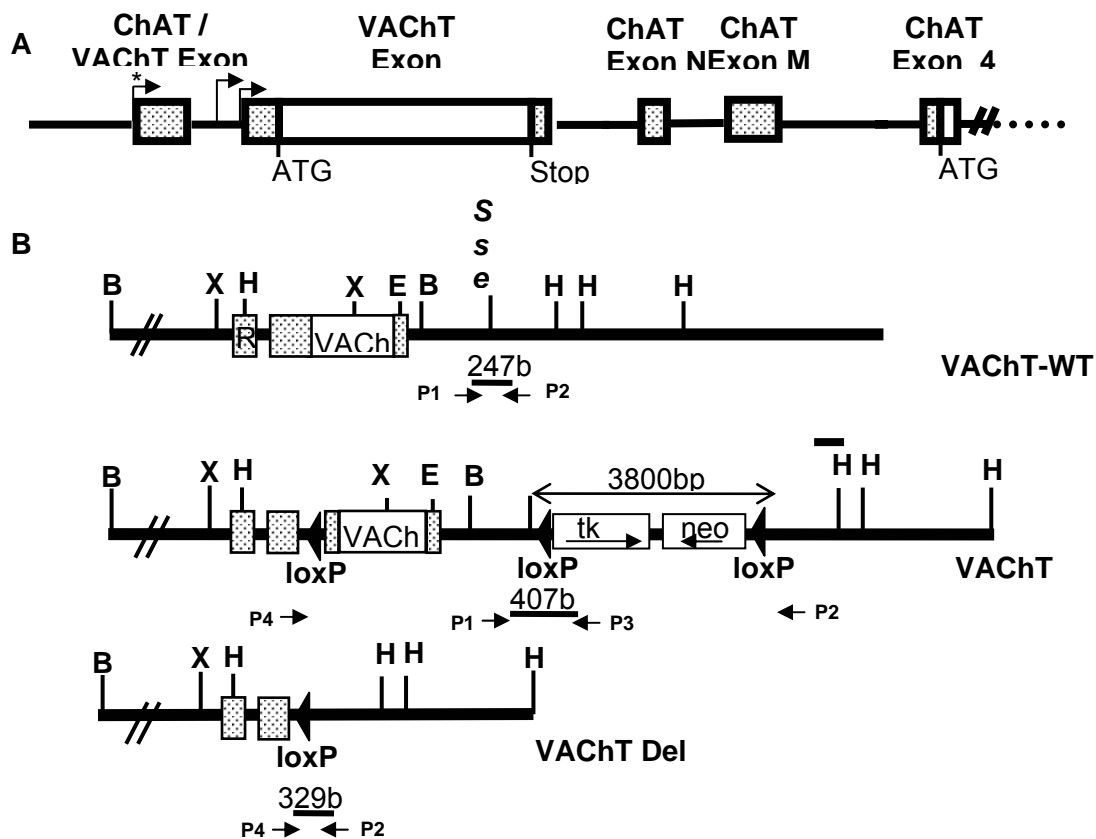 A
ChAT /
VAChT Exon
VAChT
Exon
ChAT
Exon N
ChAT
Exon M
ChAT
Exon 4
*
ATG
Stop
ATG
B
S
s
e
B X H X E B H H H
R
VACh
247b
P1 P2
VAChT-WT
B X H X E B H H H
3800bp
VACh
tk
neo
loxP
loxP
loxP
VAChT
407b
P4 P1 P3 P2
B X H H H H
loxP
VAChT Del
329b
P4 P2